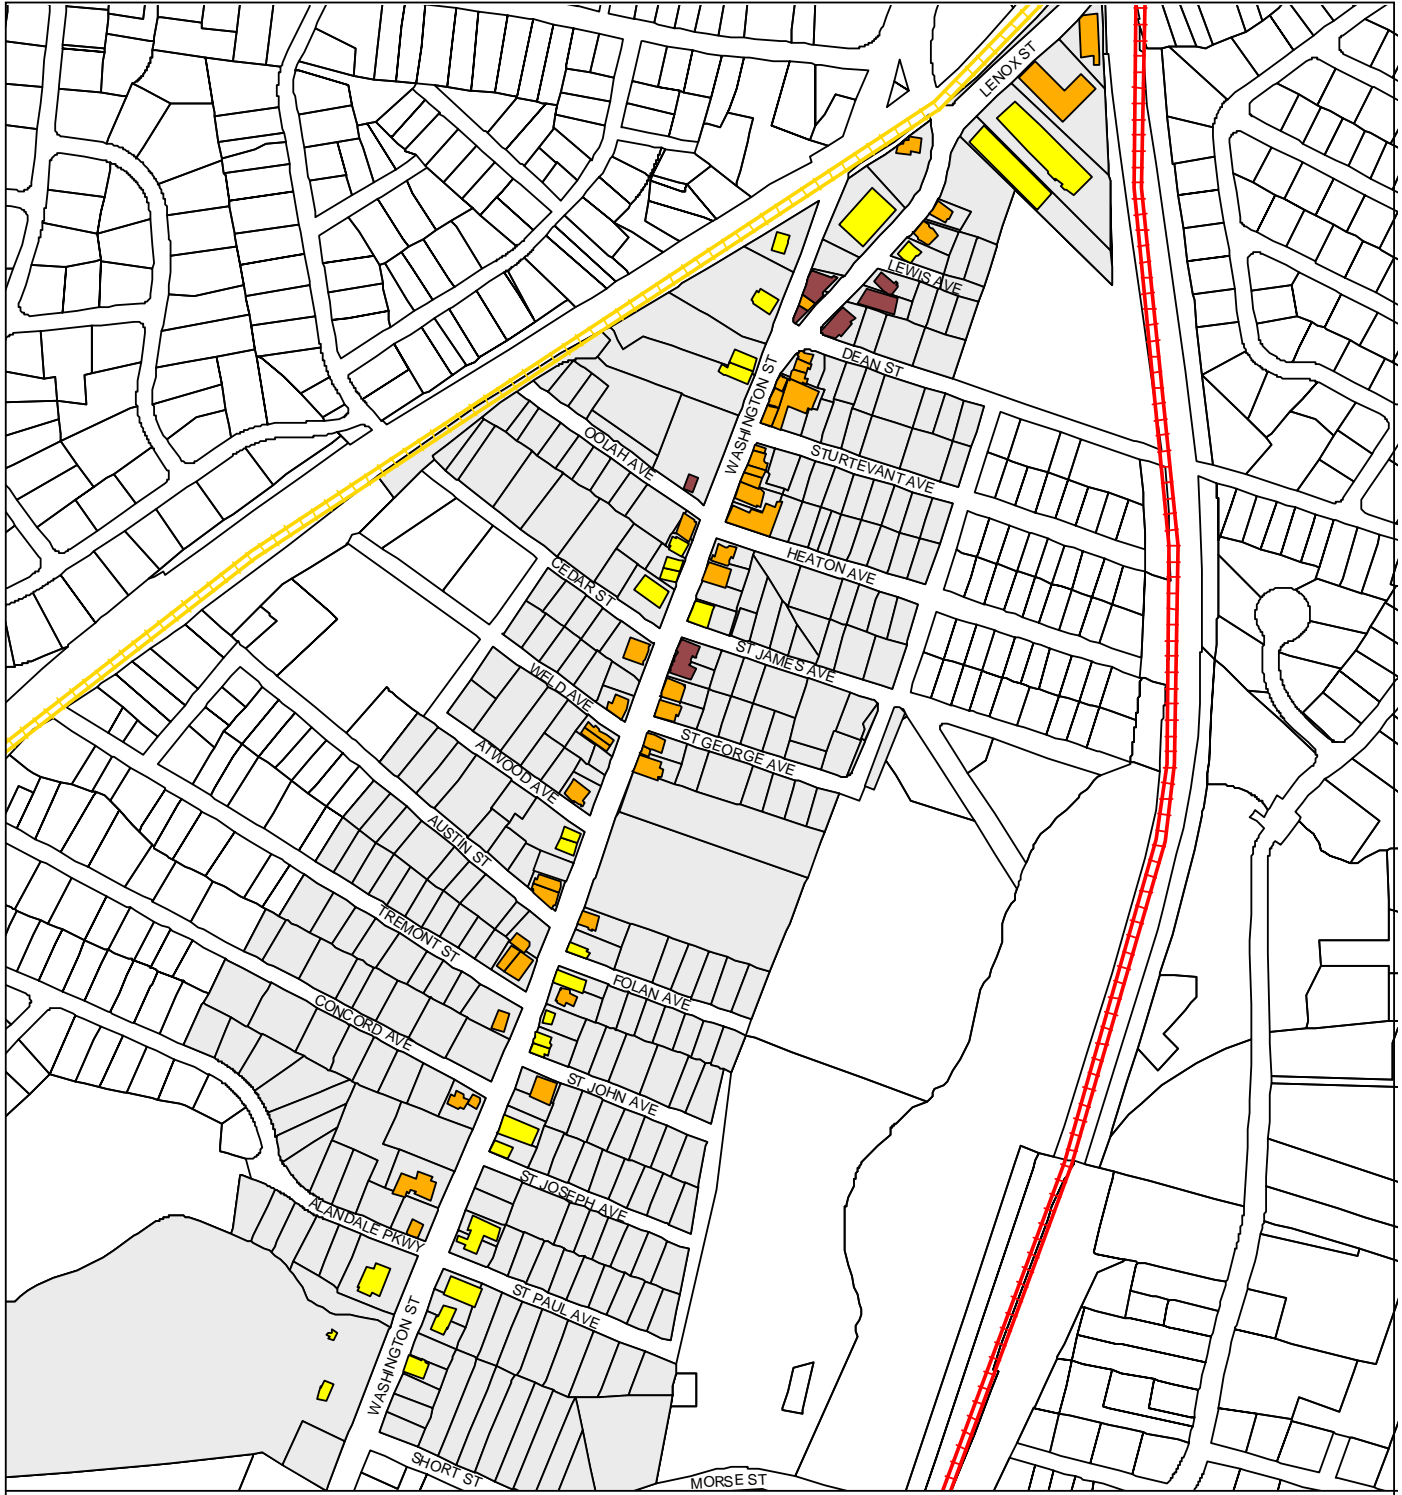 LENOX ST
LEWIS AVE
DEAN ST
WASHINGTON ST
OOLAH AVE
STURTEVANT AVE
HEATON AVE
CEDAR ST
ST JAMES AVE
WELD AVE
ST GEORGE AVE
ATWOOD AVE
AUSTIN ST
TREMONT ST
FOLAN AVE
CONCORD AVE
ST JOHN AVE
ST JOSEPH AVE
ALANDALE PKWY
ST PAUL AVE
WASHINGTON ST
SHORT ST
MORSE ST